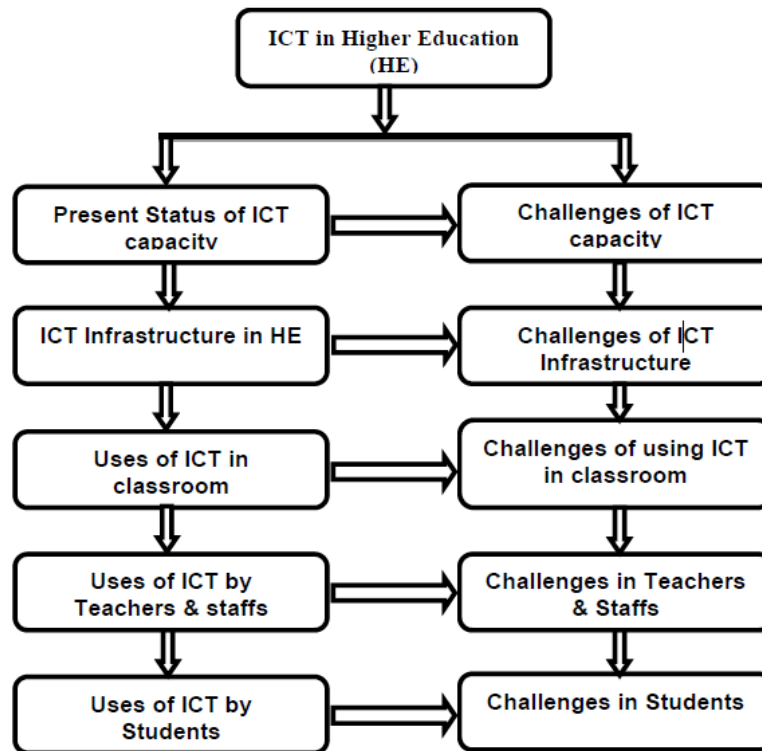 ICT in Higher Education
(HE)
Present Status of ICT
capacity
Challenges of ICT
capacity
ICT Infrastructure in HE
Challenges of ICT
Infrastructure
Uses of ICT in
classroom
Challenges of using ICT
in classroom
Uses of ICT by
Teachers & staffs
Challenges in Teachers
& Staffs
Uses of ICT by
Students
Challenges in Students